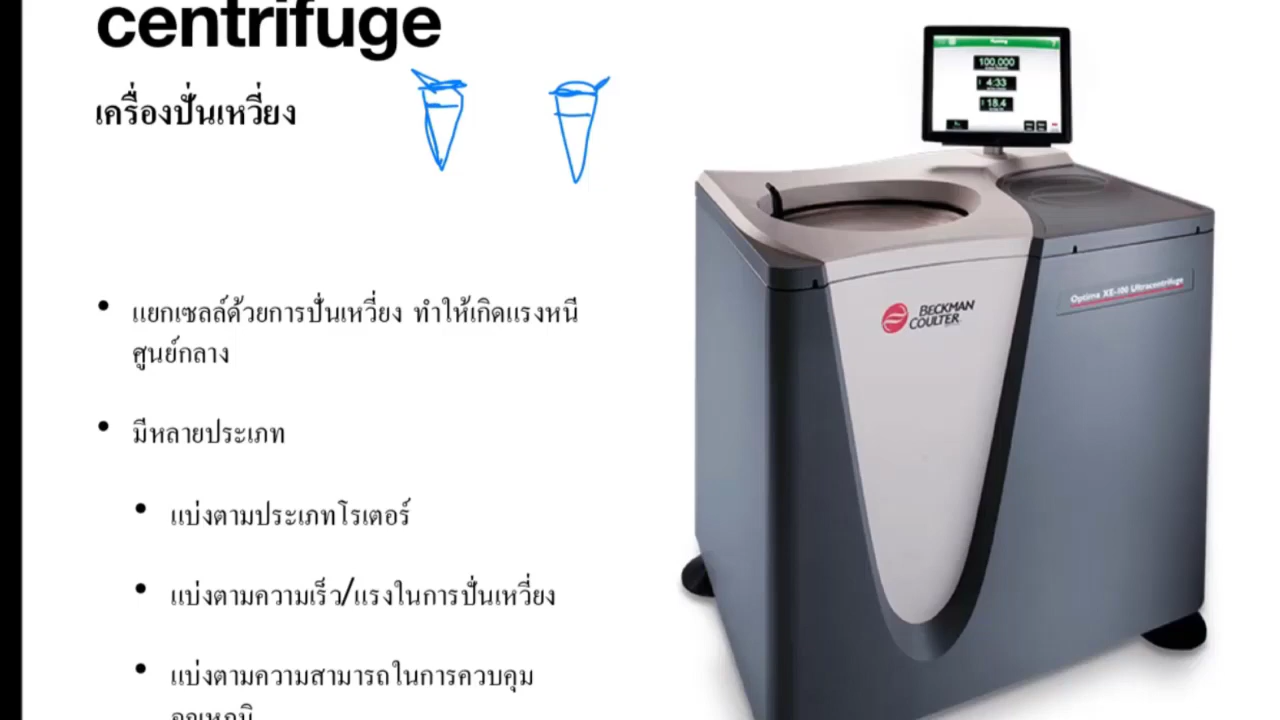 centrifuge
เครื่องปั่นเหวี่ยง
• แยกเซลล์ด้วยการปั่นเหวี่ยง ทำให้เกิดแรงหนี
ศูนย์กลาง
• มีหลายประเภท
• แบ่งตามประเภทโรเตอร์
• แบ่งตามความเร็ว/แรงในการปั่นเหวี่ยง
• แบ่งตามความสามารถในการควบคุม
อุณหภูมิ
Running
100,000
4:33
18.4
BECKMAN
COULTER
Optima XE-100 Ultracentrifuge